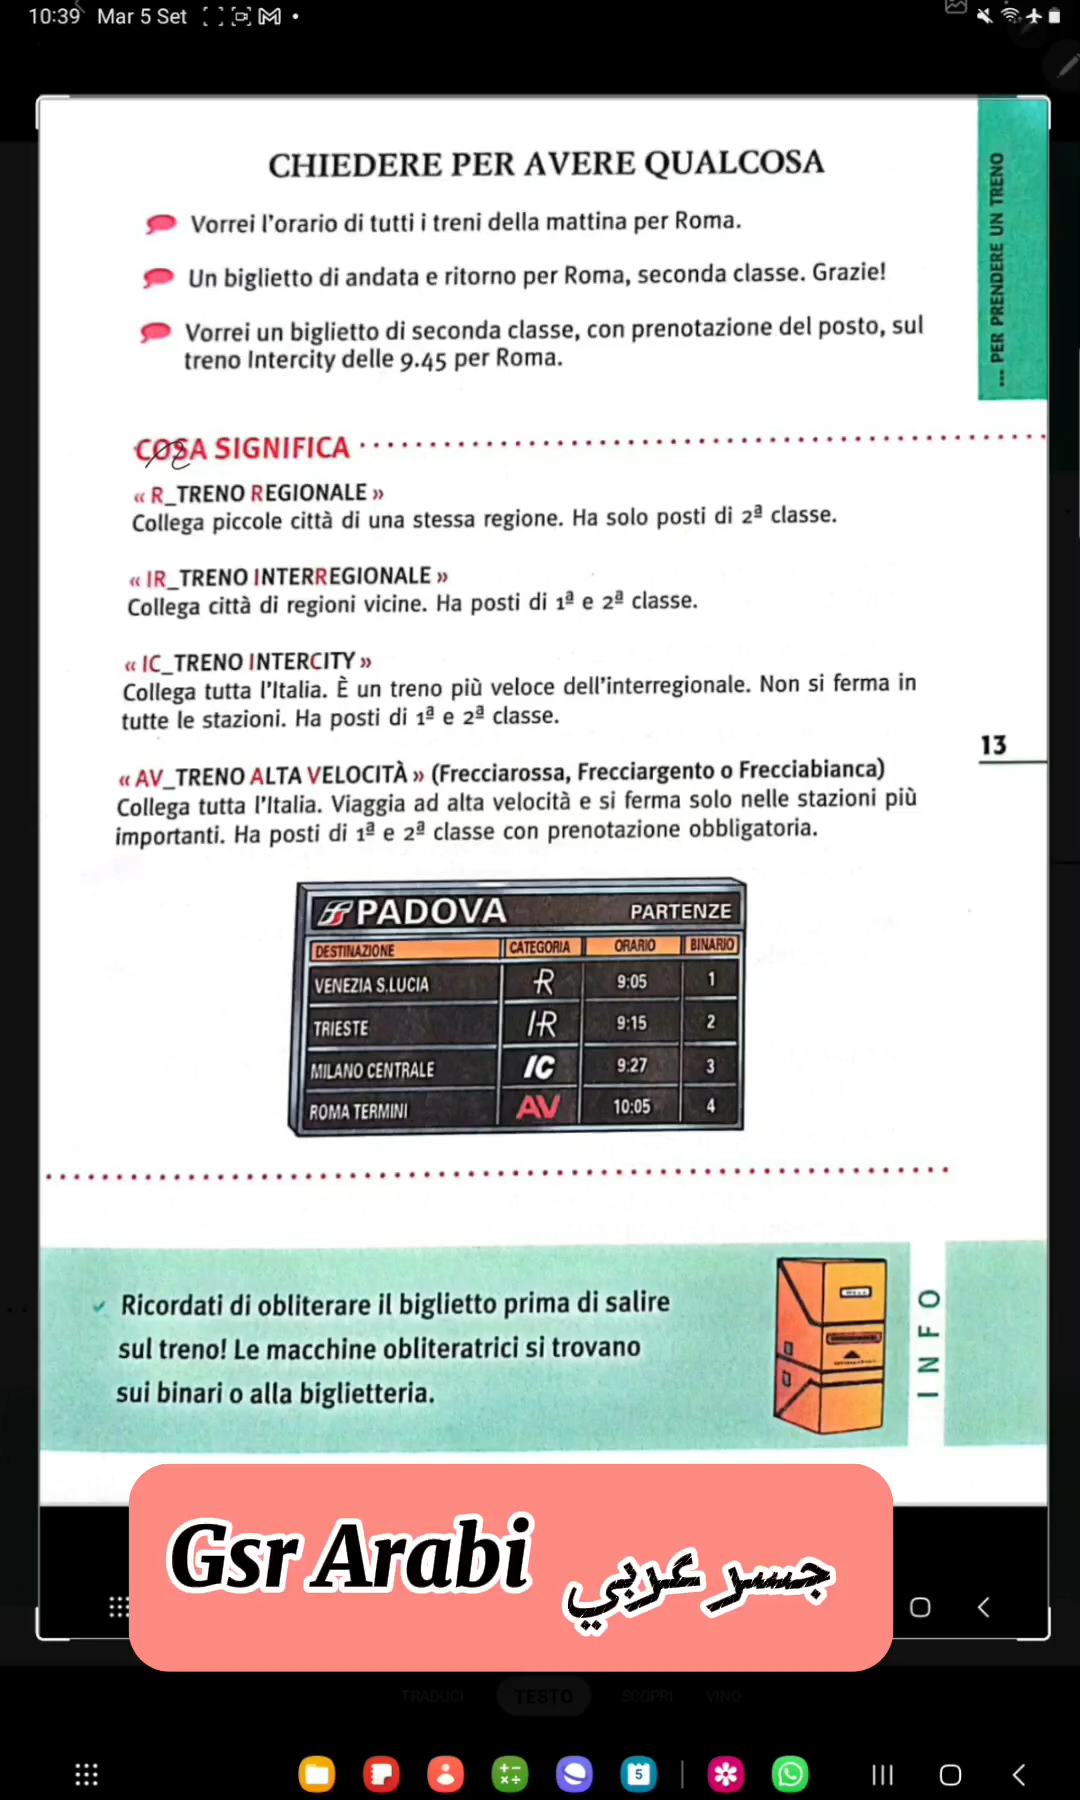 10:39 Mar 5 Set
CHIEDERE PER AVERE QUALCOSA
Vorrei l'orario di tutti i treni della mattina per Roma.
Un biglietto di andata e ritorno per Roma, seconda classe. Grazie!
Vorrei un biglietto di seconda classe, con prenotazione del posto, sul
treno Intercity delle 9.45 per Roma.
... PER PRENDERE UN TRENO
COSA SIGNIFICA
« R_TRENO REGIONALE »
Collega piccole città di una stessa regione. Ha solo posti di 2ª classe.
« IR_TRENO INTERREGIONALE »
Collega città di regioni vicine. Ha posti di 1ª e 2ª classe.
« IC_TRENO INTERCITY »
Collega tutta l'Italia. È un treno più veloce dell'interregionale. Non si ferma in
tutte le stazioni. Ha posti di 1ª e 2ª classe.
13
« AV_TRENO ALTA VELOCITÀ » (Frecciarossa, Frecciargento o Frecciabianca)
Collega tutta l'Italia. Viaggia ad alta velocità e si ferma solo nelle stazioni più
importanti. Ha posti di 1ª e 2ª classe con prenotazione obbligatoria.
PADOVA PARTENZE
DESTINAZIONE CATEGORIA ORARIO BINARIO
VENEZIA S.LUCIA R 9:05 1
TRIESTE IR 9:15 2
MILANO CENTRALE IC 9:27 3
ROMA TERMINI AV 10:05 4
Ricordati di obliterare il biglietto prima di salire
sul treno! Le macchine obliteratrici si trovano
sui binari o alla biglietteria.
INFO
Gsr Arabi جسر عربي
TRADUCI TESTO SCOPRI VINO
5